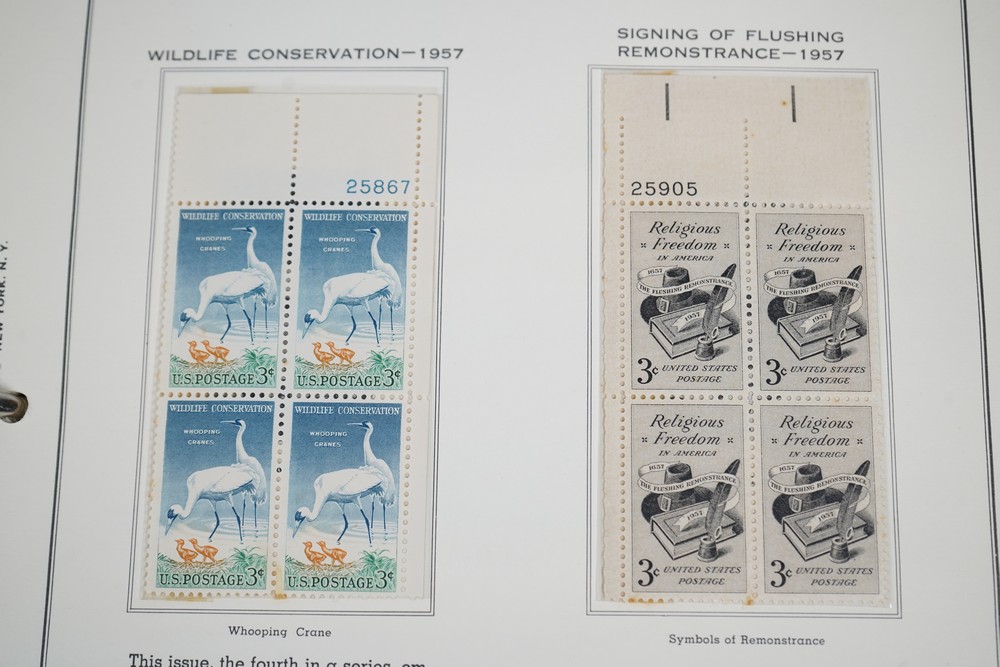 NEW YORK, N. Y.
WILDLIFE CONSERVATION—1957
25867
WILDLIFE CONSERVATION
WHOOPING
CRANES
U.S.POSTAGE 3¢
WILDLIFE CONSERVATION
WHOOPING
CRANES
U.S.POSTAGE 3¢
WILDLIFE CONSERVATION
WHOOPING
CRANES
U.S.POSTAGE 3¢
WILDLIFE CONSERVATION
WHOOPING
CRANES
U.S.POSTAGE 3¢
Whooping Crane
This issue, the fourth in a series, em
SIGNING OF FLUSHING
REMONSTRANCE—1957
25905
Religious
Freedom
IN AMERICA
1657
THE FLUSHING REMONSTRANCE
1957
3¢ UNITED STATES
POSTAGE
Religious
Freedom
IN AMERICA
1657
THE FLUSHING REMONSTRANCE
1957
3¢ UNITED STATES
POSTAGE
Religious
Freedom
IN AMERICA
1657
THE FLUSHING REMONSTRANCE
1957
3¢ UNITED STATES
POSTAGE
Religious
Freedom
IN AMERICA
1657
THE FLUSHING REMONSTRANCE
1957
3¢ UNITED STATES
POSTAGE
Symbols of Remonstrance